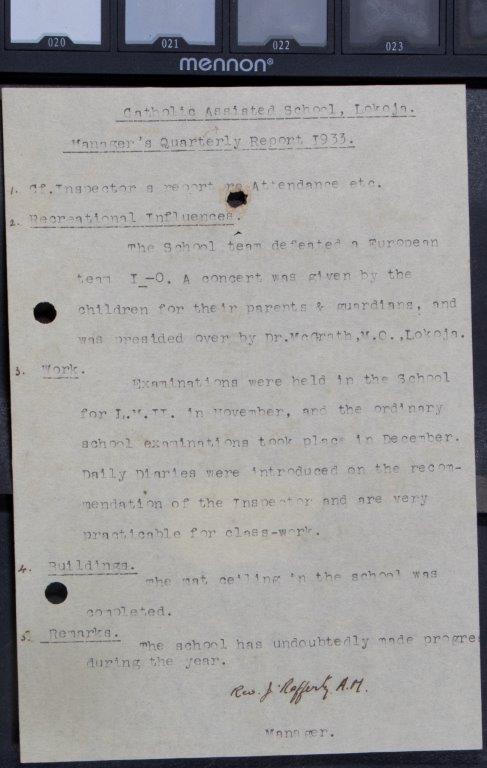 020 021 022 023
mennon®
Catholic Assisted School, Lokoja.
Manager's Quarterly Report 1933.
1. Cf.Inspector s report re Attendance etc.
2. Recreational Influences.
The School team defeated a European
team I-0. A concert was given by the
children for their parents & guardians, and
was presided over by Dr.McGrath,M.O.,Lokoja.
3. Work.
Examinations were held in the School
for in November, and the ordinary
school examinations took place in December.
Daily Diaries were introduced on the recom-
mendation of the Inspector and are very
practicable for class-work.
4. Buildings.
The mat ceiling in the school was
completed.
5. Remarks.
The school has undoubtedly made progre
during the year.
Rev. J. Rafferty, A.M.
Manager.